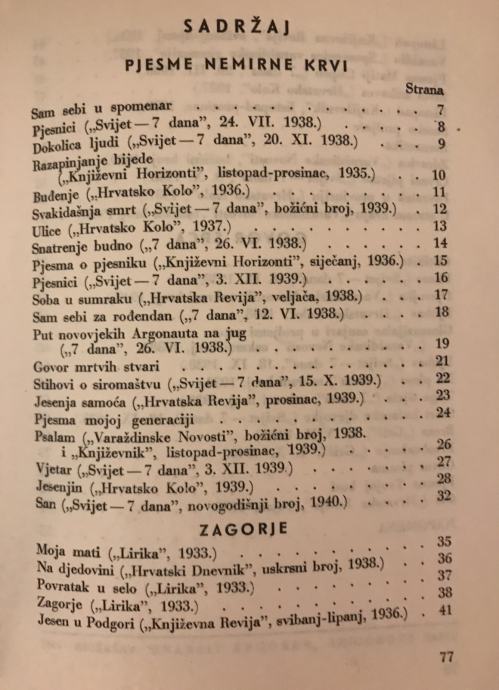 SADRŽAJ
PJESME NEMIRNE KRVI
Strana
Sam sebi u spomenar . . . . . . . . . . . . 7
Pjesnici („Svijet — 7 dana”, 24. VII. 1938.) . . . . . 8
Dokolica ljudi („Svijet — 7 dana”, 20. XI. 1938.) . . . . 9
Razapinjanje bijede
(„Književni Horizonti”, listopad-prosinac, 1935.) . . 10
Buđenje („Hrvatsko Kolo”, 1936.) . . . . . . . . 11
Svakidašnja smrt („Svijet — 7 dana”, božićni broj, 1939.) . 12
Ulice („Hrvatsko Kolo”, 1937.) . . . . . . . . . 13
Snatrenje budno („7 dana”, 26. VI. 1938.) . . . . . 14
Pjesma o pjesniku („Književni Horizonti”, siječanj, 1936.) . 15
Pjesnici („Svijet — 7 dana”, 3. XII. 1939.) . . . . . 16
Soba u sumraku („Hrvatska Revija”, veljača, 1938.) . . . 17
Sam sebi za rođendan („7 dana”, 12. VI. 1938.) . . . 18
Put novovjekih Argonauta na jug
(„7 dana”, 26. VI. 1938.) . . . . . . . . . 19
Govor mrtvih stvari . . . . . . . . . . . . 21
Stihovi o siromaštvu („Svijet — 7 dana”, 15. X. 1939.) . . 22
Jesenja samoća („Hrvatska Revija”, prosinac, 1939.) . . . 23
Pjesma mojoj generaciji . . . . . . . . . . . 24
Psalam („Varaždinske Novosti”, božićni broj, 1938.
i „Književnik”, listopad-prosinac, 1939.) . . . . . 26
Vjetar („Svijet — 7 dana”, 3. XII. 1939.) . . . . . . 27
Jesenjin („Hrvatsko Kolo”, 1939.) . . . . . . . . 28
San („Svijet — 7 dana”, novogodišnji broj, 1940.) . . . . 32
ZAGORJE
Moja mati („Lirika”, 1933.) . . . . . . . . . . 35
Na djedovini („Hrvatski Dnevnik”, uskrsni broj, 1938.) . . 36
Povratak u selo („Lirika”, 1933.) . . . . . . . . 37
Zagorje („Lirika”, 1933.) . . . . . . . . . . . 38
Jesen u Podgori („Književna Revija”, svibanj-lipanj, 1936.) . 41
77